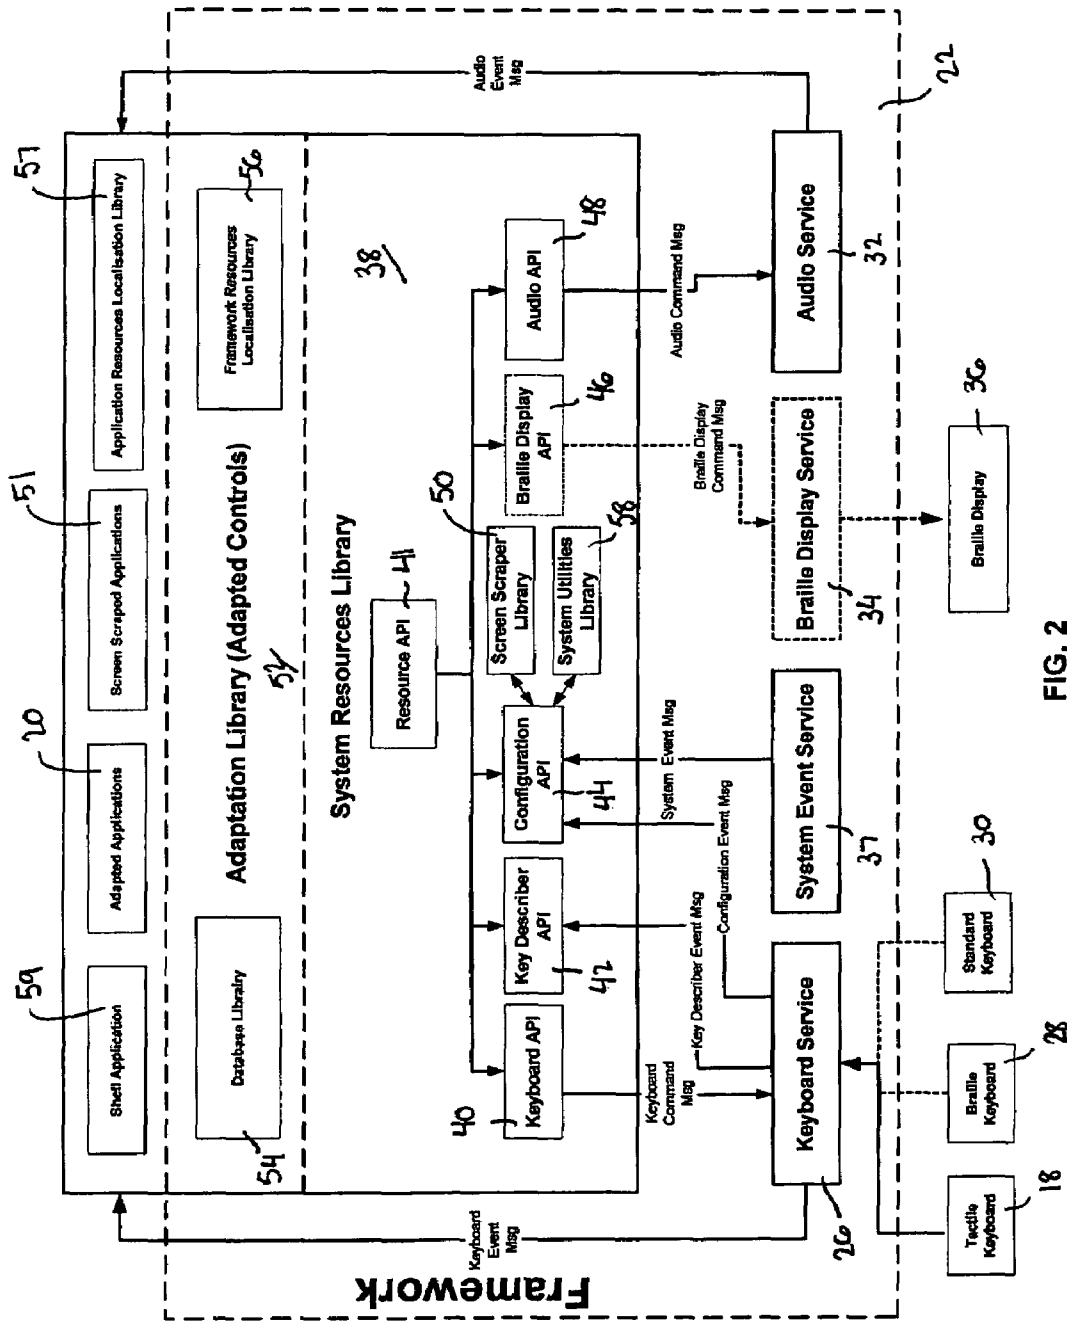 59
20
51
57
Shell Application
Adapted Applications
Screen Scraped Applications
Application Resources Localisation Library
Keyboard
Event
Msg
Audio
Event
Msg
Framework
Database Library
54
Adaptation Library (Adapted Controls)
52
Framework Resources
Localisation Library
56
System Resources Library
38
Resource API
41
50
40
Keyboard API
Key Describer
API
42
Configuration
API
44
Screen Scraper
Library
System Utilities
Library
58
Braille Display
API
46
Audio API
48
Keyboard
Command
Msg
Key Describer Event Msg
Configuration Event Msg
System Event Msg
Braille Display
Command Msg
Audio Command Msg
Keyboard Service
26
System Event Service
37
Braille Display Service
34
Audio Service
32
22
Tactile
Keyboard
18
Braille
Keyboard
28
Standard
Keyboard
30
Braille Display
36
FIG. 2